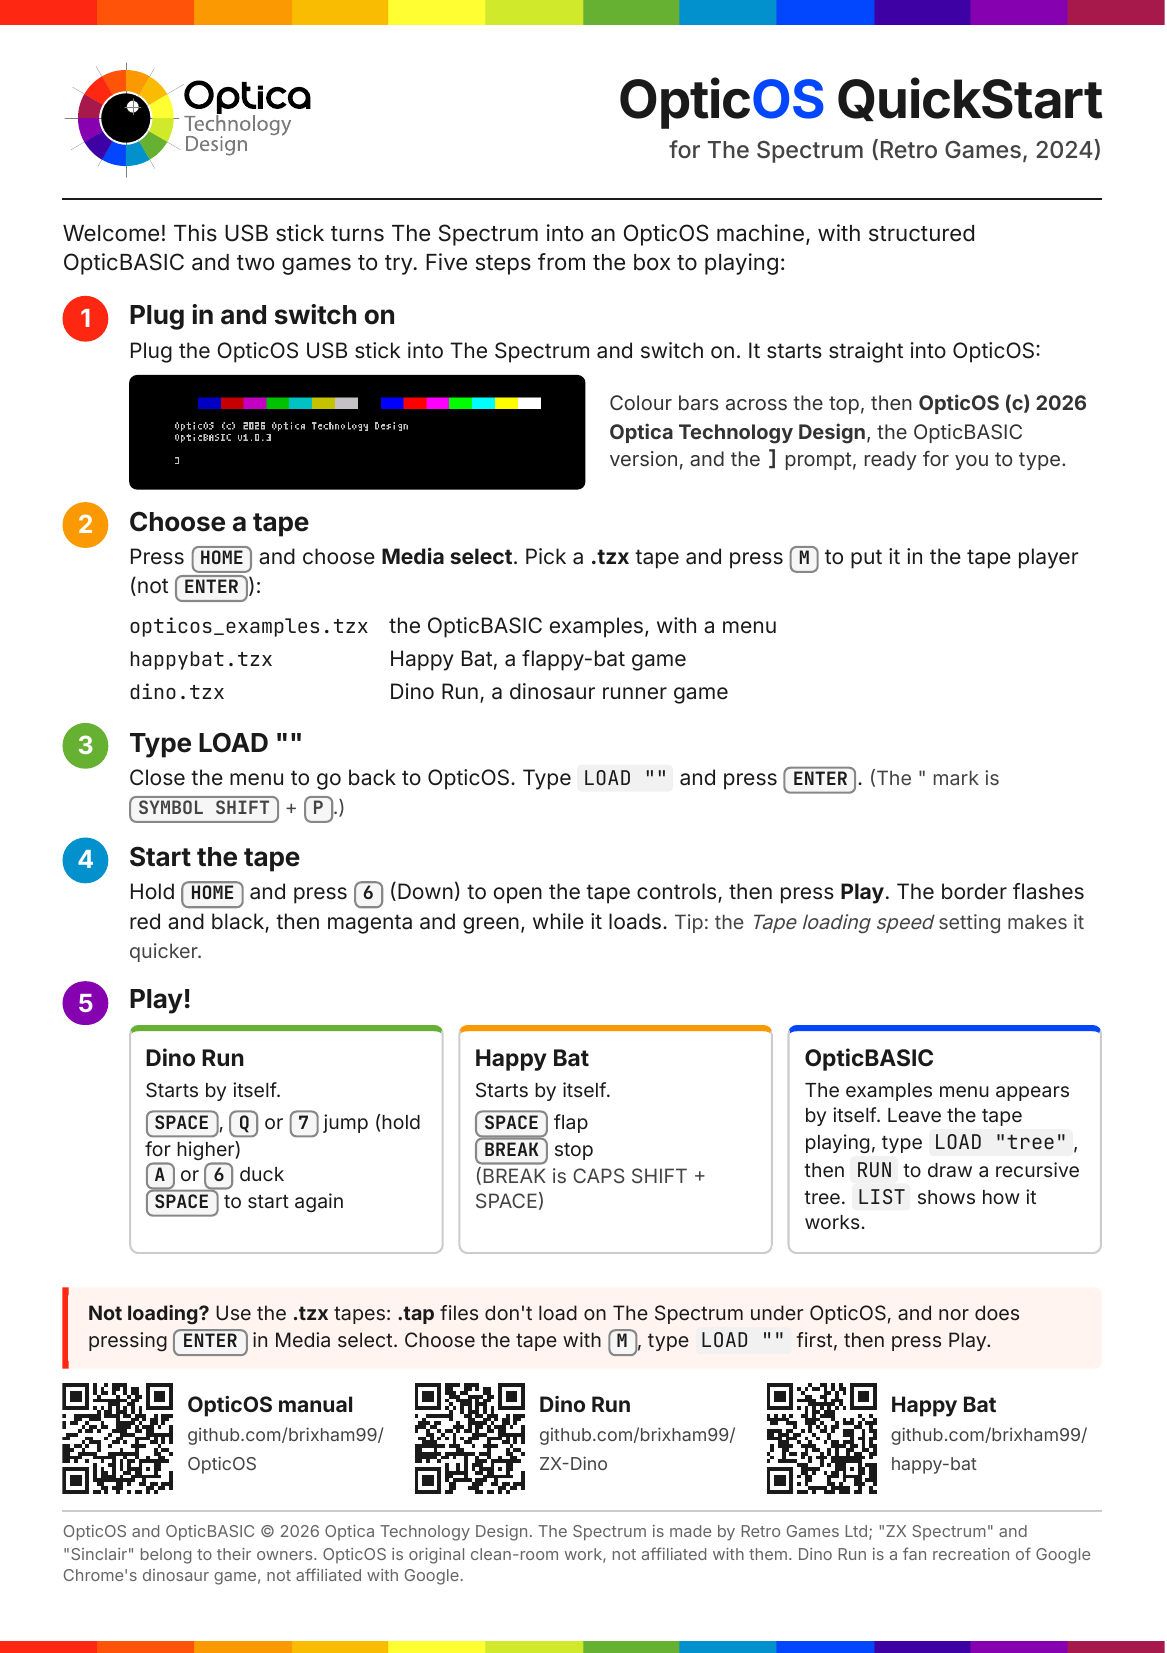 Optica
Technology
Design
OpticOS QuickStart
for The Spectrum (Retro Games, 2024)
Welcome! This USB stick turns The Spectrum into an OpticOS machine, with structured
OpticBASIC and two games to try. Five steps from the box to playing:
1
Plug in and switch on
Plug the OpticOS USB stick into The Spectrum and switch on. It starts straight into OpticOS:
OpticOS (c) 2026 Optica Technology Design
OpticBASIC v1.0.3
]
Colour bars across the top, then OpticOS (c) 2026
Optica Technology Design, the OpticBASIC
version, and the ] prompt, ready for you to type.
2
Choose a tape
Press HOME and choose Media select. Pick a .tzx tape and press M to put it in the tape player
(not ENTER):
opticos_examples.tzx the OpticBASIC examples, with a menu
happybat.tzx Happy Bat, a flappy-bat game
dino.tzx Dino Run, a dinosaur runner game
3
Type LOAD ""
Close the menu to go back to OpticOS. Type LOAD "" and press ENTER. (The " mark is
SYMBOL SHIFT + P.)
4
Start the tape
Hold HOME and press 6 (Down) to open the tape controls, then press Play. The border flashes
red and black, then magenta and green, while it loads. Tip: the Tape loading speed setting makes it
quicker.
5
Play!
Dino Run
Starts by itself.
SPACE, Q or 7 jump (hold
for higher)
A or 6 duck
SPACE to start again
Happy Bat
Starts by itself.
SPACE flap
BREAK stop
(BREAK is CAPS SHIFT +
SPACE)
OpticBASIC
The examples menu appears
by itself. Leave the tape
playing, type LOAD "tree",
then RUN to draw a recursive
tree. LIST shows how it
works.
Not loading? Use the .tzx tapes: .tap files don't load on The Spectrum under OpticOS, and nor does
pressing ENTER in Media select. Choose the tape with M, type LOAD "" first, then press Play.
OpticOS manual
github.com/brixham99/
OpticOS
Dino Run
github.com/brixham99/
ZX-Dino
Happy Bat
github.com/brixham99/
happy-bat
OpticOS and OpticBASIC © 2026 Optica Technology Design. The Spectrum is made by Retro Games Ltd; "ZX Spectrum" and
"Sinclair" belong to their owners. OpticOS is original clean-room work, not affiliated with them. Dino Run is a fan recreation of Google
Chrome's dinosaur game, not affiliated with Google.